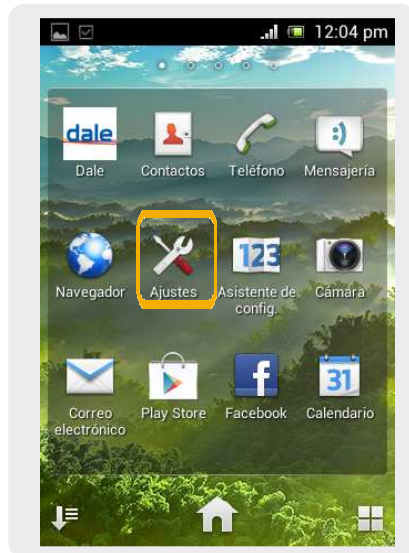 12:04 pm
dale
Dale
Contactos
Teléfono
:)
Mensajería
Navegador
Ajustes
123
Asistente de
config.
Cámara
Correo
electrónico
Play Store
f
Facebook
31
Calendario